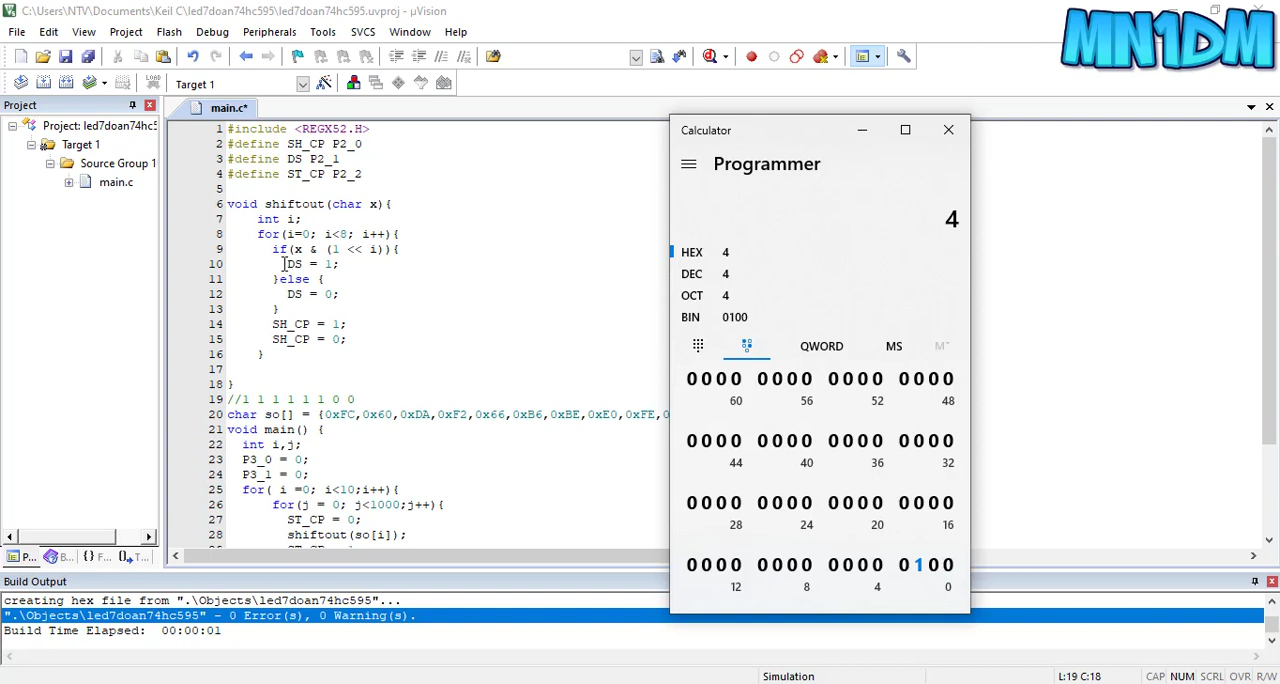 C:\Users\NTV\Documents\Keil C\led7doan74hc595\led7doan74hc595.uvproj - µVision
MN1DM
File Edit View Project Flash Debug Peripherals Tools SVCS Window Help
LOAD Target 1
Project
main.c*
Project: led7doan74hc5
Target 1
Source Group 1
main.c
1 #include <REGX52.H>
2 #define SH_CP P2_0
3 #define DS P2_1
4 #define ST_CP P2_2
5
6 void shiftout(char x){
7 int i;
8 for(i=0; i<8; i++){
9 if(x & (1 << i)){
10 DS = 1;
11 }else {
12 DS = 0;
13 }
14 SH_CP = 1;
15 SH_CP = 0;
16 }
17
18 }
19 //1 1 1 1 1 1 0 0
20 char so[] = {0xFC,0x60,0xDA,0xF2,0x66,0xB6,0xBE,0xE0,0xFE,
21 void main() {
22 int i,j;
23 P3_0 = 0;
24 P3_1 = 0;
25 for( i =0; i<10;i++){
26 for(j = 0; j<1000;j++){
27 ST_CP = 0;
28 shiftout(so[i]);
Calculator
Programmer
4
HEX 4
DEC 4
OCT 4
BIN 0100
QWORD MS M
0000 0000 0000 0000
60 56 52 48
0000 0000 0000 0000
44 40 36 32
0000 0000 0000 0000
28 24 20 16
0000 0000 0000 0100
12 8 4 0
P... B... {} F... T...
Build Output
creating hex file from ".\Objects\led7doan74hc595"...
".\Objects\led7doan74hc595" - 0 Error(s), 0 Warning(s).
Build Time Elapsed: 00:00:01
Simulation L:19 C:18 CAP NUM SCRL OVR R/W